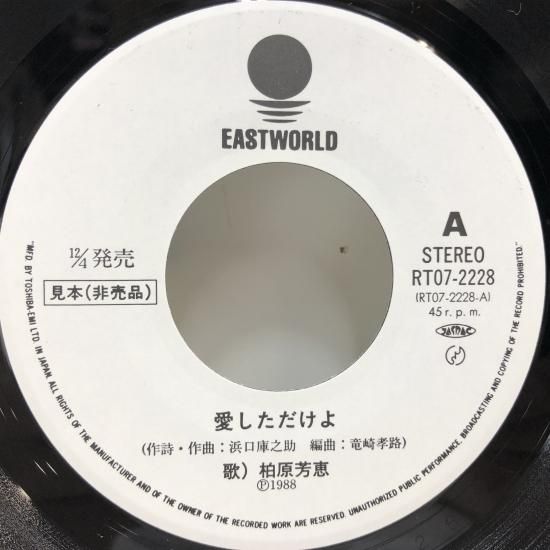 EASTWORLD
12/4 発売
見本(非売品)
A
STEREO
RT07-2228
(RT07-2228-A)
45 r. p. m.
JASRAC
愛しただけよ
(作詩・作曲：浜口庫之助 編曲：竜崎孝路)
歌）柏原芳恵
Ⓟ1988
"MFD. BY TOSHIBA-EMI LTD. IN JAPAN. ALL RIGHTS OF THE MANUFACTURER AND OF THE OWNER OF THE RECORDED WORK ARE RESERVED. UNAUTHORIZED PUBLIC PERFORMANCE, BROADCASTING AND COPYING OF THE RECORD PROHIBITED."